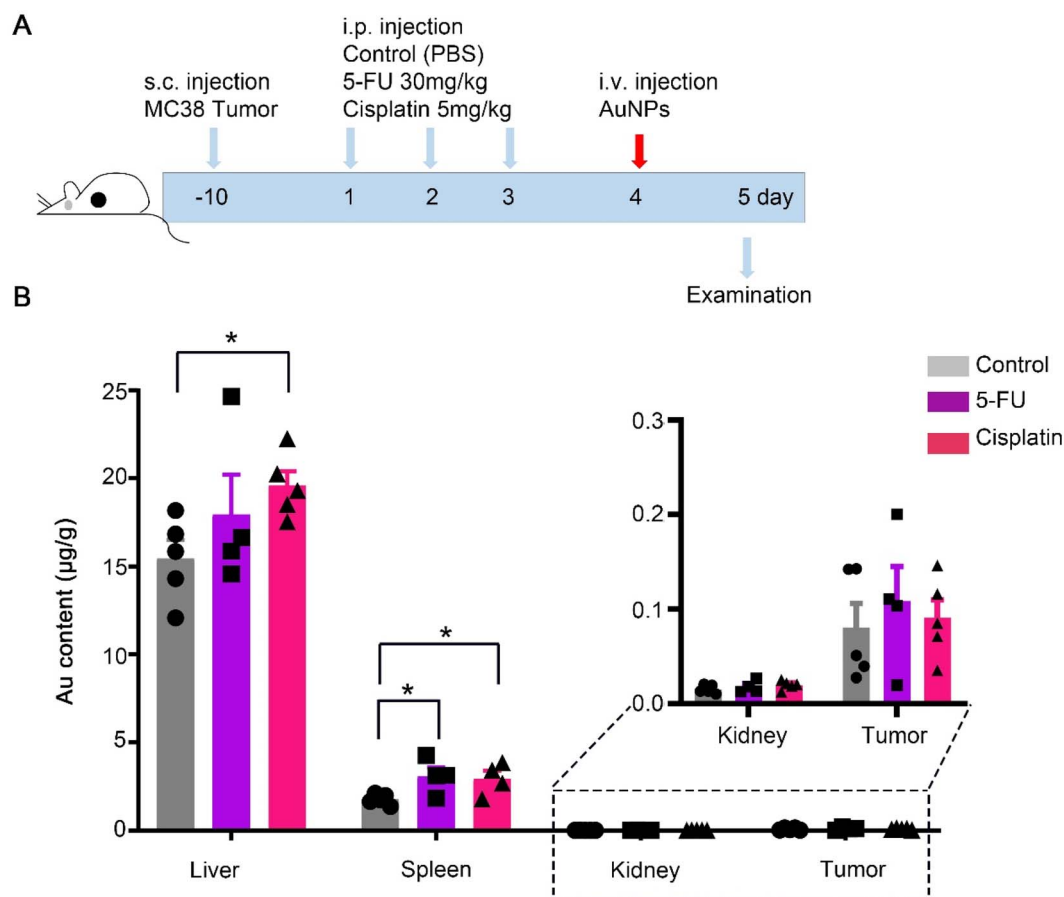 A
s.c. injection
MC38 Tumor
i.p. injection
Control (PBS)
5-FU 30mg/kg
Cisplatin 5mg/kg
i.v. injection
AuNPs
-10 1 2 3 4 5 day
Examination
B
Au content (µg/g)
25
20
15
10
5
0
*
*
*
Liver Spleen Kidney Tumor
0.3
0.2
0.1
0.0
Kidney Tumor
Control
5-FU
Cisplatin